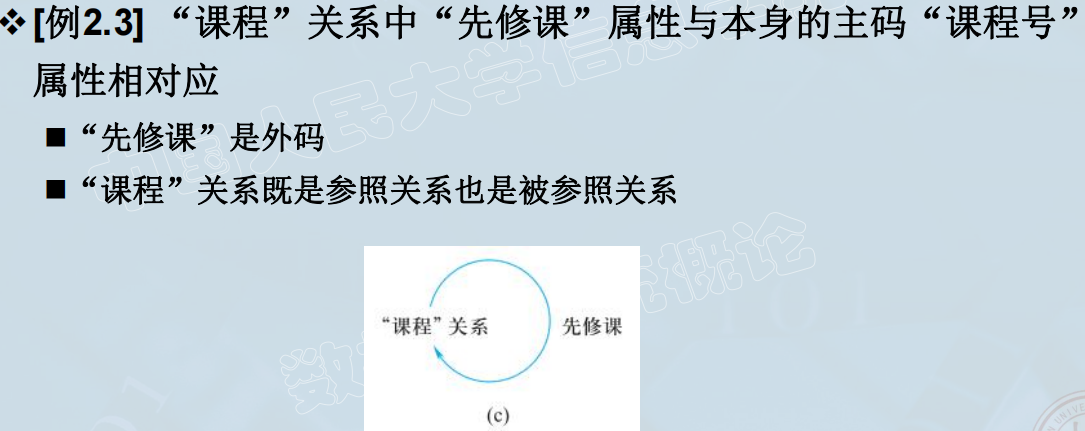 ❖[例2.3] “课程”关系中“先修课”属性与本身的主码“课程号”
属性相对应
■“先修课”是外码
■“课程”关系既是参照关系也是被参照关系
“课程”关系 先修课
(c)